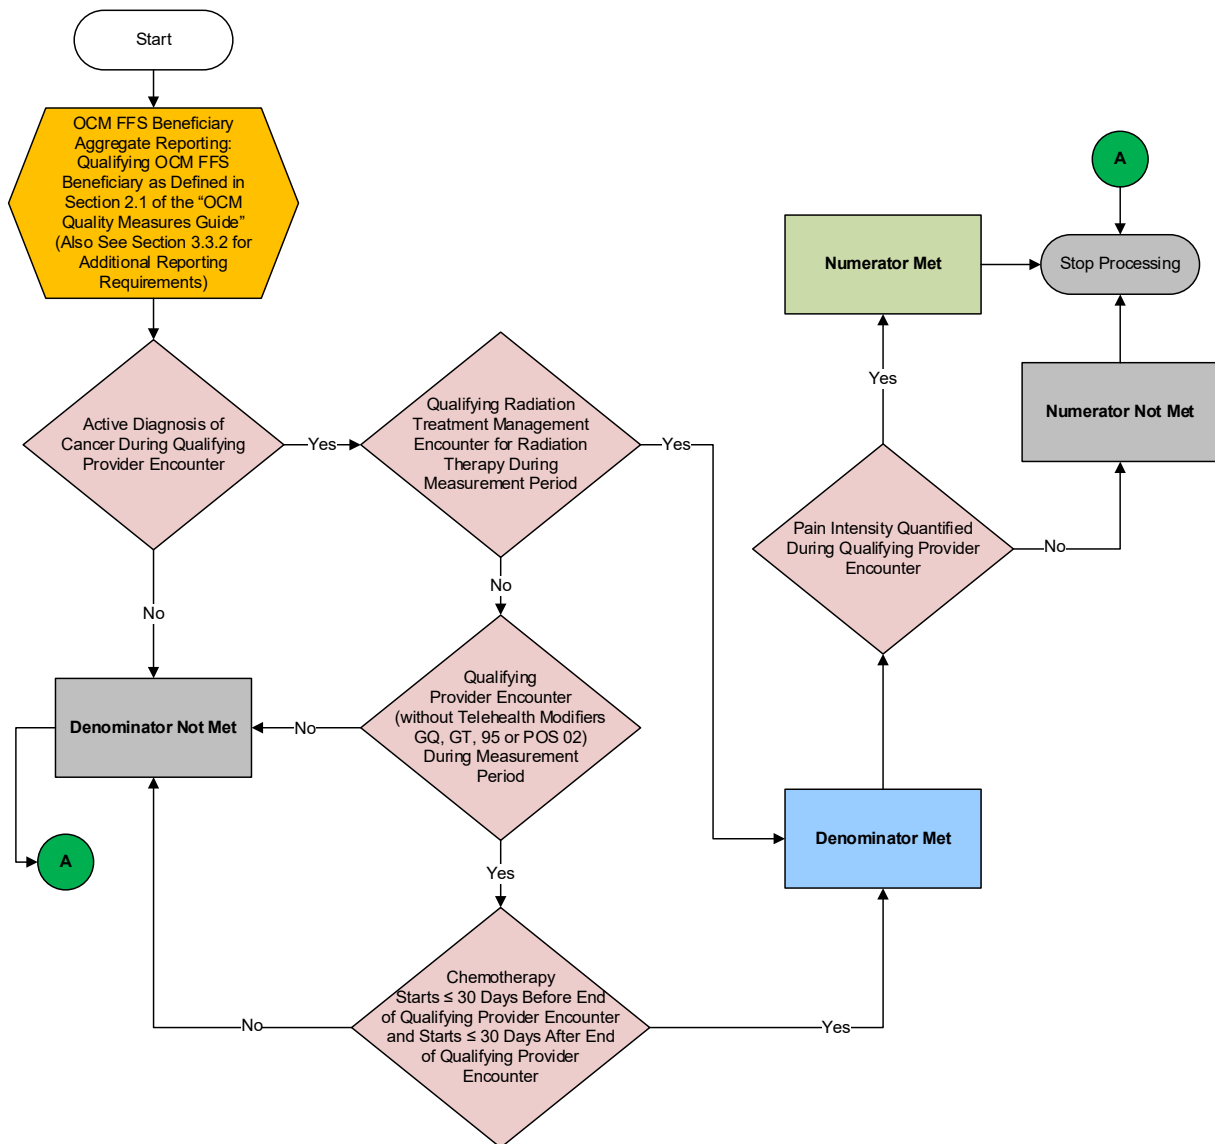 Start
OCM FFS Beneficiary
Aggregate Reporting:
Qualifying OCM FFS
Beneficiary as Defined in
Section 2.1 of the “OCM
Quality Measures Guide”
(Also See Section 3.3.2 for
Additional Reporting
Requirements)
Active Diagnosis of
Cancer During Qualifying
Provider Encounter
Yes
No
Qualifying Radiation
Treatment Management
Encounter for Radiation
Therapy During
Measurement Period
Yes
No
Qualifying
Provider Encounter
(without Telehealth Modifiers
GQ, GT, 95 or POS 02)
During Measurement
Period
No
Yes
Denominator Not Met
A
Chemotherapy
Starts ≤ 30 Days Before End
of Qualifying Provider Encounter
and Starts ≤ 30 Days After End
of Qualifying Provider
Encounter
No
Yes
Denominator Met
Pain Intensity Quantified
During Qualifying Provider
Encounter
Yes
No
Numerator Met
Numerator Not Met
A
Stop Processing